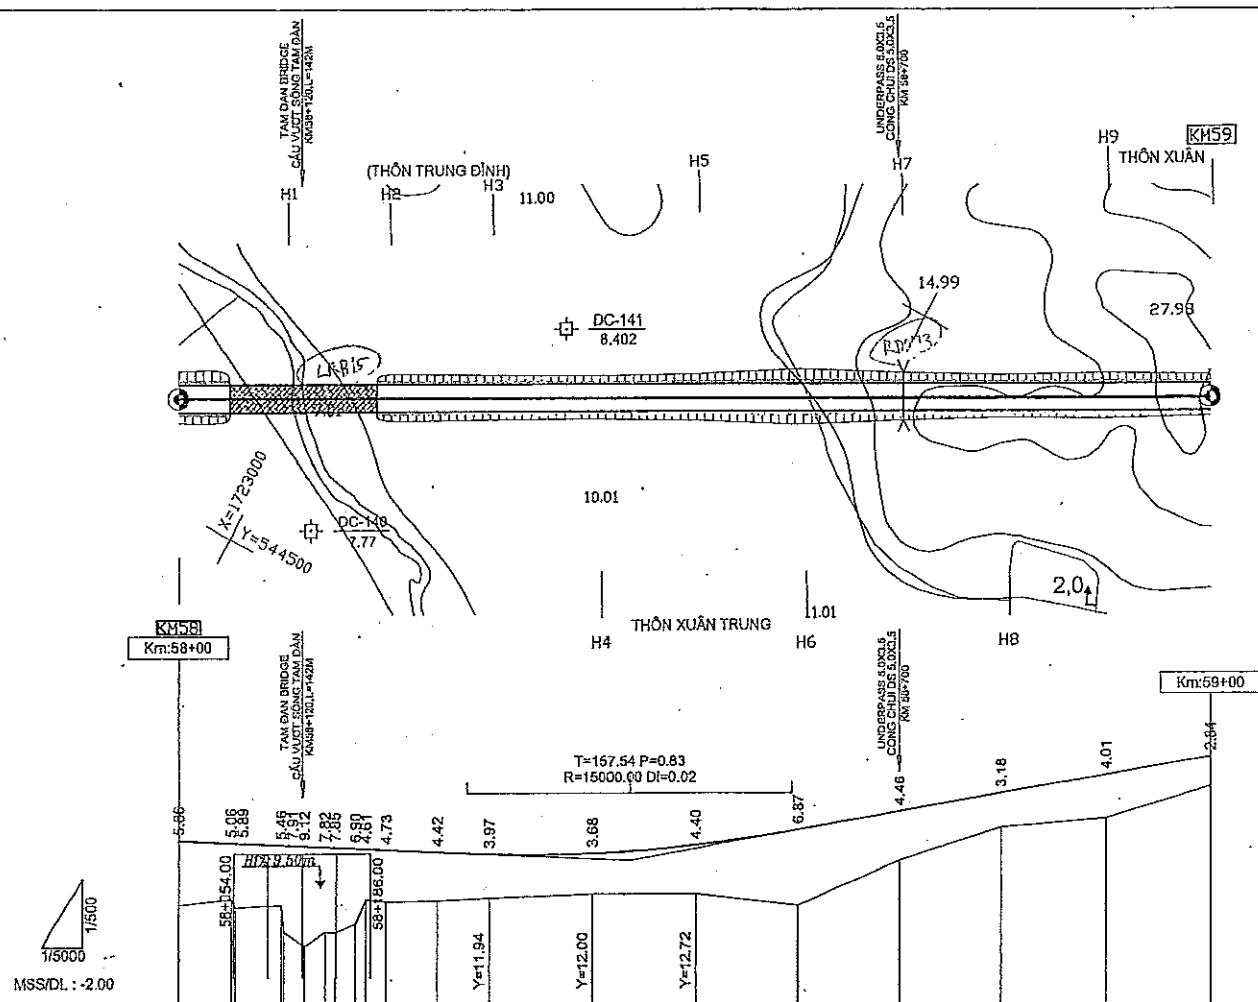 TAM DAN BRIDGE
CẦU VƯỢT SÔNG TAM ĐÀN
KM58+120,L=142M
UNDERPASS 5.0X3.5
CONG CHUI DS 5.0X3.5
KM 58+700
H1
H2
(THÔN TRUNG ĐỈNH)
H3
11.00
H5
H7
H9
KM59
THÔN XUÂN
14.99
27.98
DC-141
8.402
X=1723000
Y=544500
DC-140
7.77
10.01
2,0
1.01
H4
THÔN XUÂN TRUNG
H6
H8
KM58
Km:58+00
Km:59+00
TAM DAN BRIDGE
CẦU VƯỢT SÔNG TAM ĐÀN
KM58+120,L=142M
UNDERPASS 5.0X3.5
CONG CHUI DS 5.0X3.5
KM 58+700
T=157.54 P=0.83
R=15000.00 DI=0.02
5.86
5.06
5.89
5.46
7.91
9.12
7.82
7.85
6.90
4.61
4.73
4.42
3.97
3.68
4.40
6.87
4.46
3.18
4.01
2.84
58+054.00
9.50m
58+186.00
Y=11.94
Y=12.00
Y=12.72
1/500
1/5000
MSS/DL : -2.00